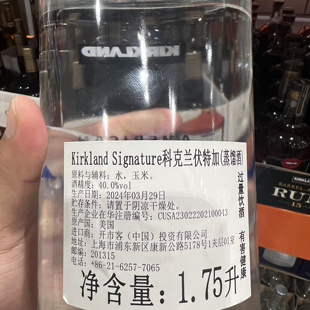 KIRKLAND
Kirkland Signature科克兰伏特加(蒸馏酒)
原料与辅料：水，玉米。
酒精度：40.0%vol
生产日期：2024年03月29日
贮存条件：请置于阴凉干燥处。
生产企业在华注册编号：CUSA23022202100043
原产国：美国
进口商：开市客（中国）投资有限公司
地址：上海市浦东新区康新公路5178号1夹层01室
邮编：201315
电话：+86-21-6257-7065
净含量：1.75升
过量饮酒 有害健康
KIRKLAND
BARREL